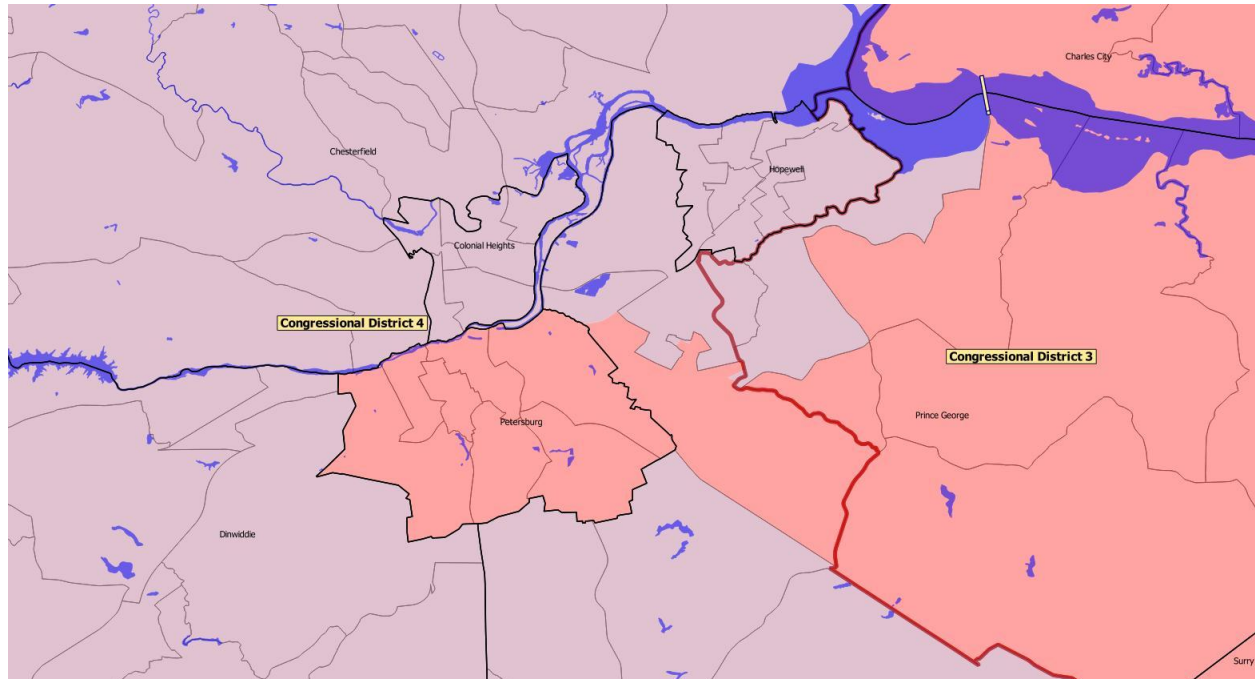 Charles City
Chesterfield
Hopewell
Colonial Heights
Congressional District 4
Congressional District 3
Prince George
Petersburg
Dinwiddie
Surry